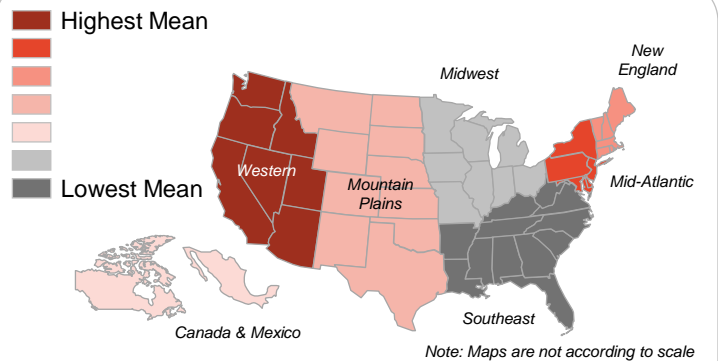 Highest Mean
Lowest Mean
New
England
Midwest
Western
Mountain
Plains
Mid-Atlantic
Southeast
Canada & Mexico
Note: Maps are not according to scale